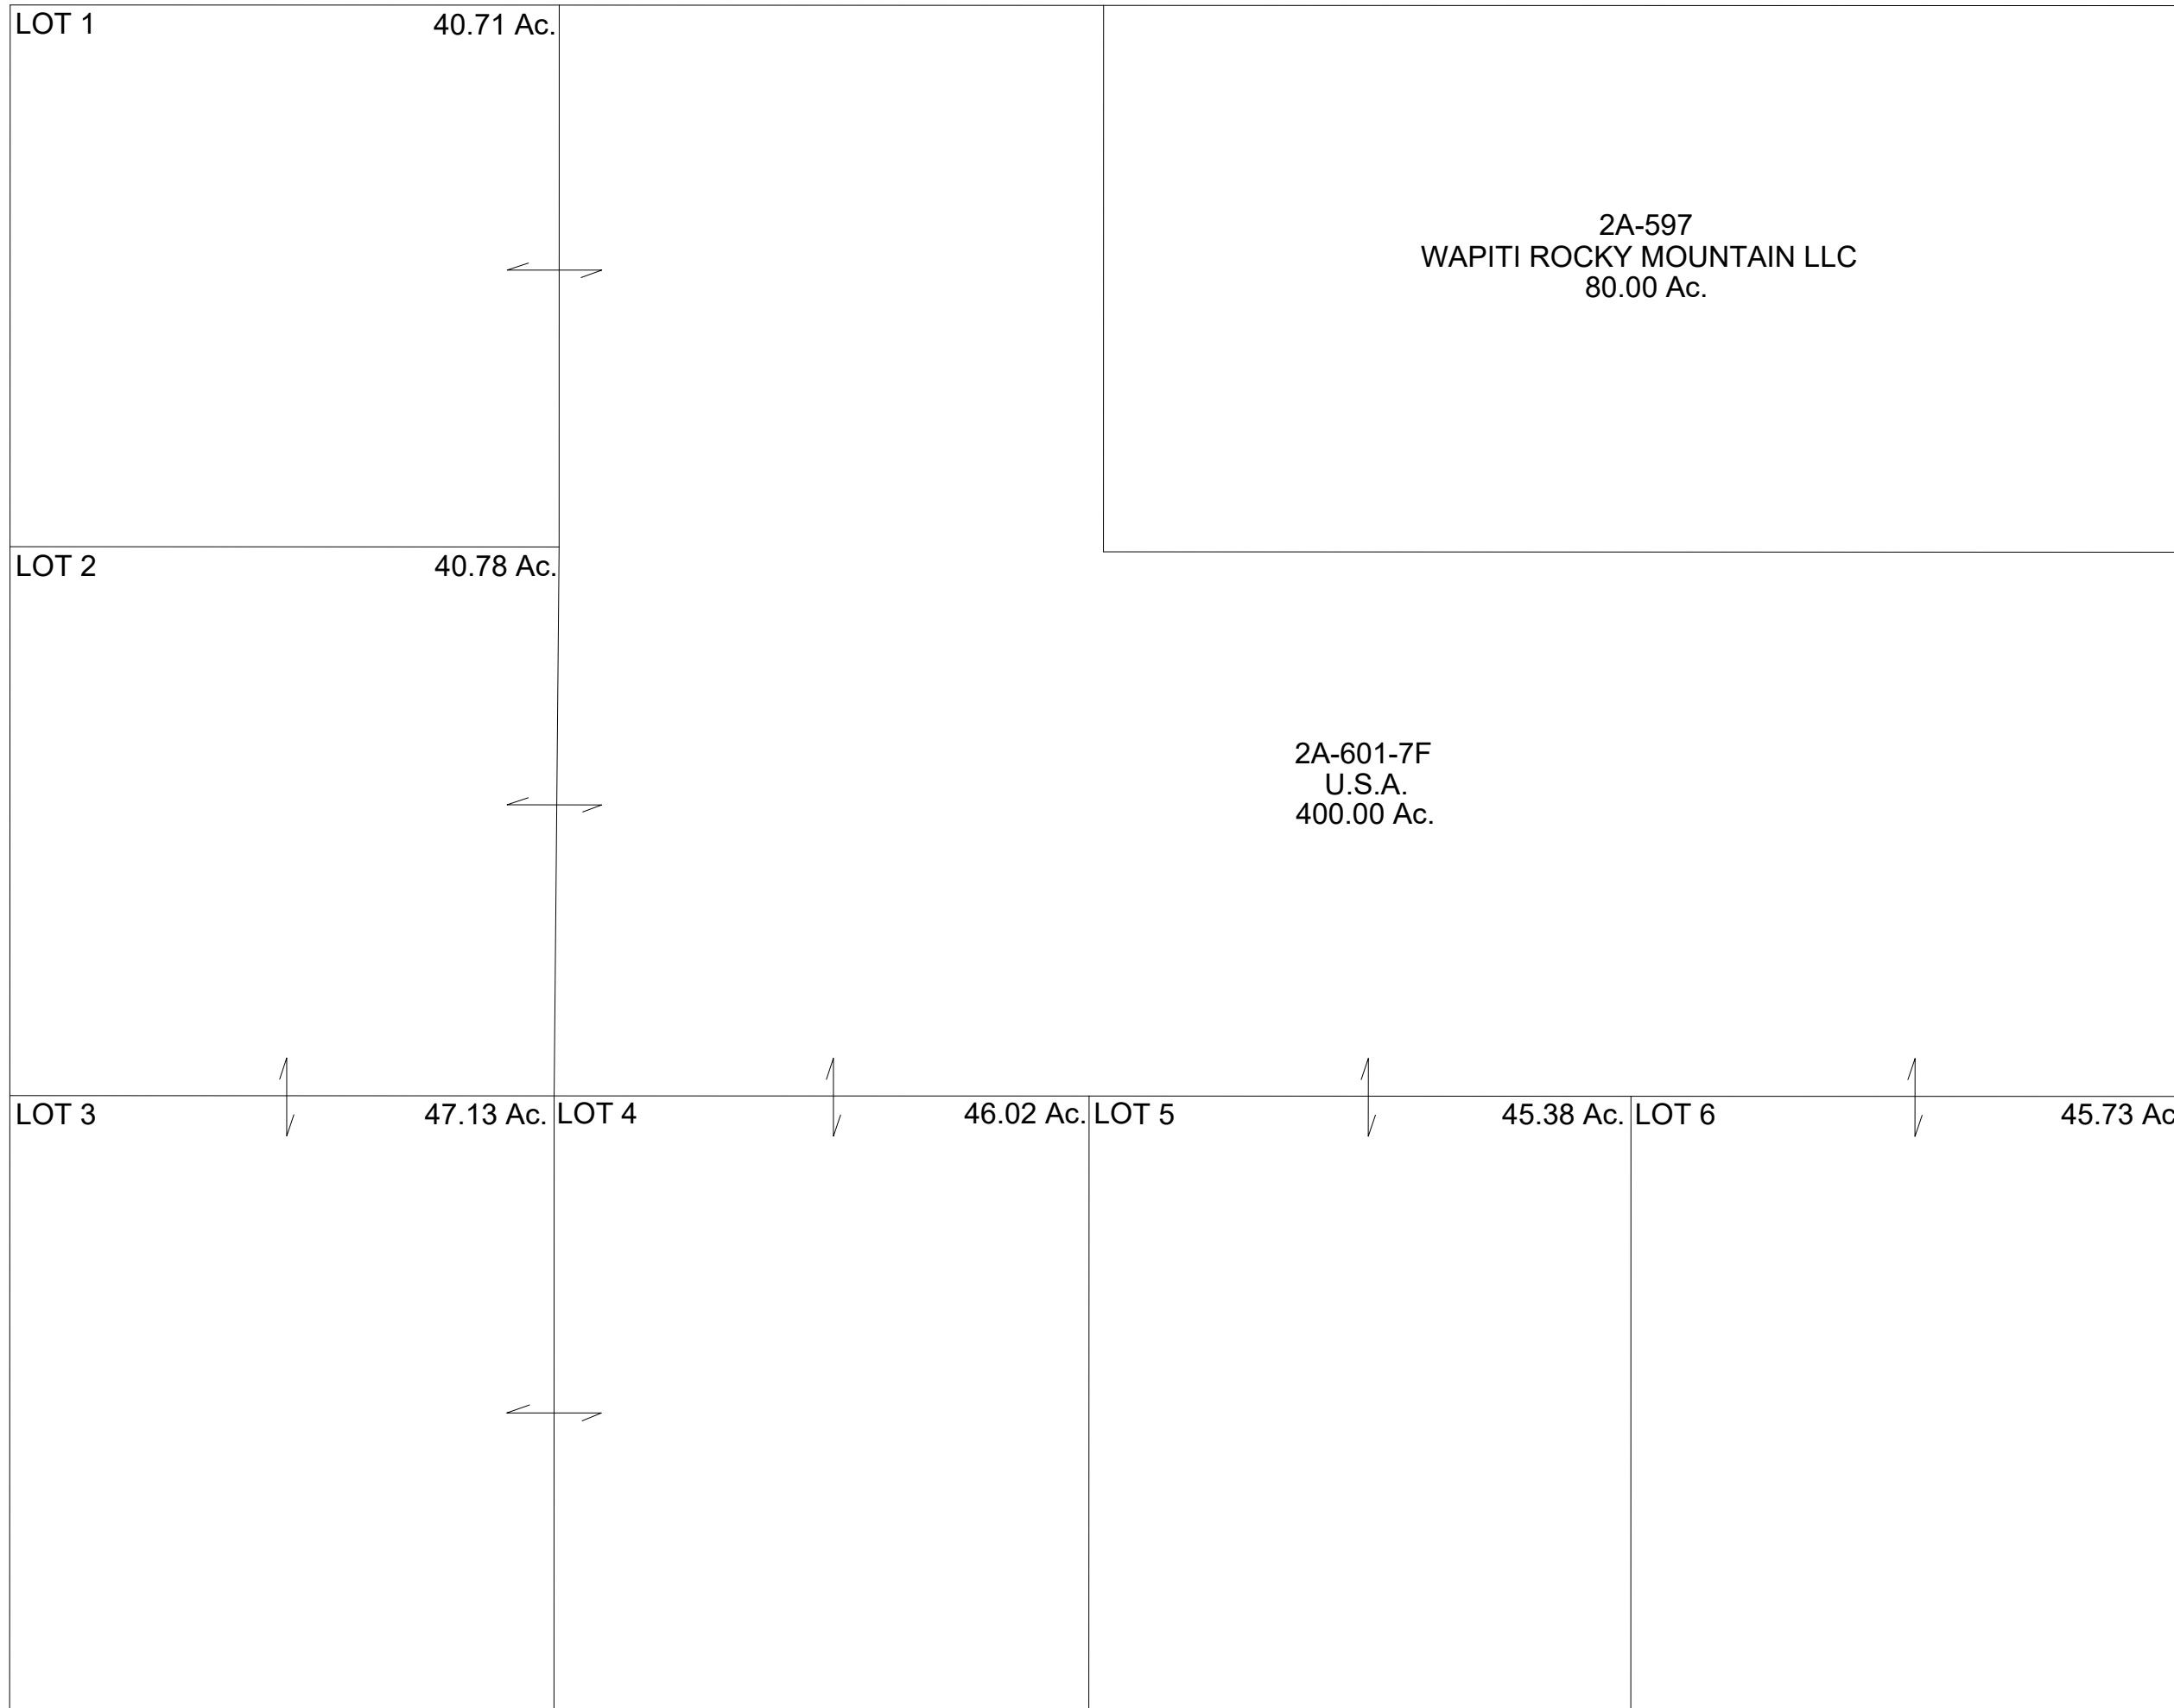 LOT 1 40.71 Ac.
2A-597
WAPITI ROCKY MOUNTAIN LLC
80.00 Ac.
LOT 2 40.78 Ac.
2A-601-7F
U.S.A.
400.00 Ac.
LOT 3 47.13 Ac. LOT 4 46.02 Ac. LOT 5 45.38 Ac. LOT 6 45.73 Ac